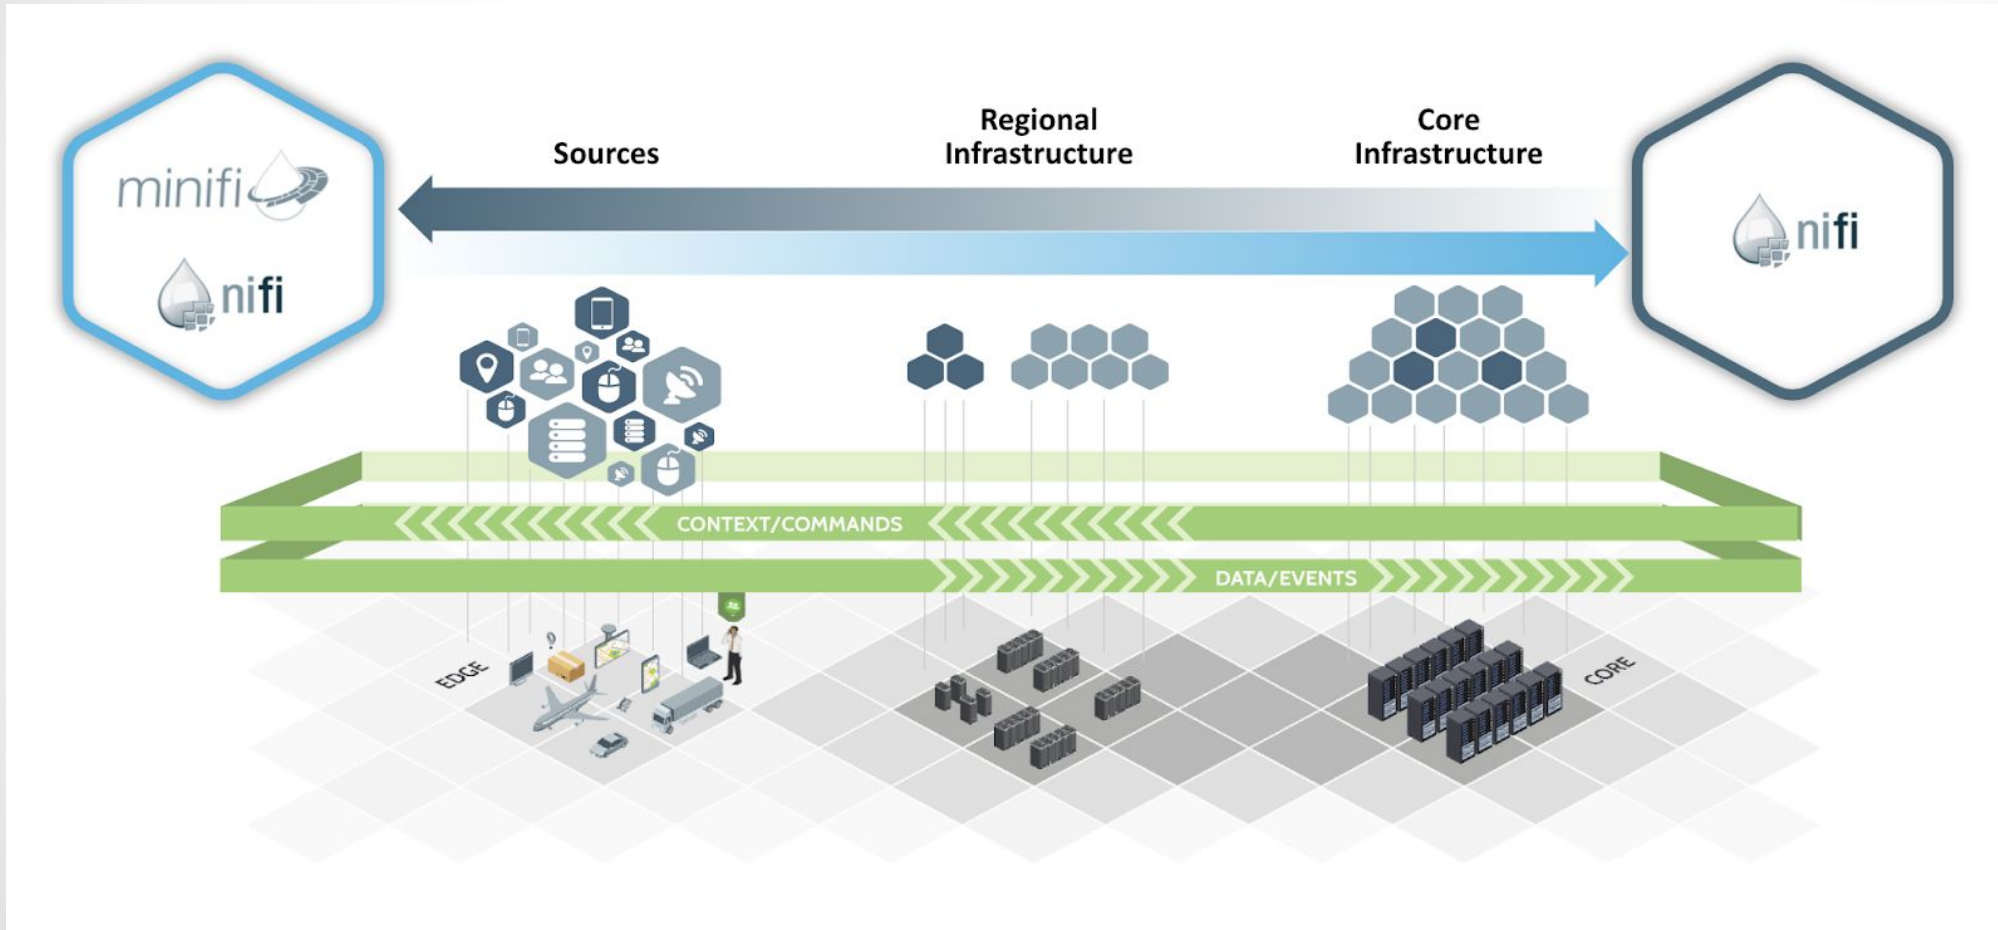 Sources
Regional
Infrastructure
Core
Infrastructure
minifi
nifi
nifi
CONTEXT/COMMANDS
DATA/EVENTS
EDGE
CORE